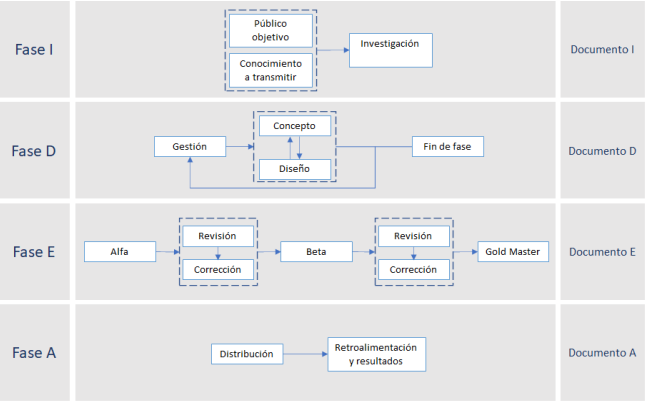 Fase I
Público
objetivo
Conocimiento
a transmitir
Investigación
Documento I
Fase D
Gestión
Concepto
Diseño
Fin de fase
Documento D
Fase E
Alfa
Revisión
Corrección
Beta
Revisión
Corrección
Gold Master
Documento E
Fase A
Distribución
Retroalimentación
y resultados
Documento A